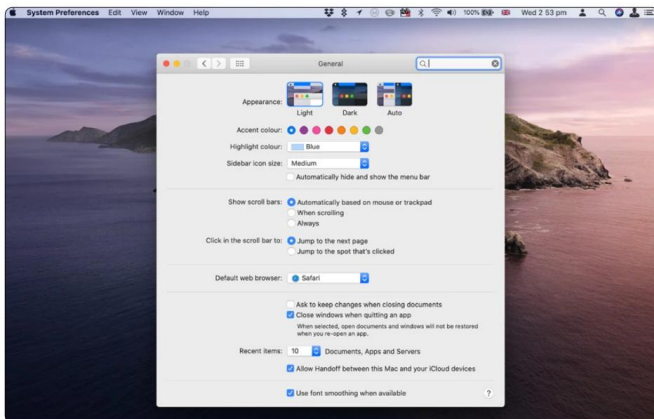 System Preferences Edit View Window Help 100% Wed 2 53 pm
General
Appearance:
Light Dark Auto
Accent colour:
Highlight colour: Blue
Sidebar icon size: Medium
Automatically hide and show the menu bar
Show scroll bars: Automatically based on mouse or trackpad
When scrolling
Always
Click in the scroll bar to: Jump to the next page
Jump to the spot that's clicked
Default web browser: Safari
Ask to keep changes when closing documents
Close windows when quitting an app
When selected, open documents and windows will not be restored
when you re-open an app.
Recent items: 10 Documents, Apps and Servers
Allow Handoff between this Mac and your iCloud devices
Use font smoothing when available ?